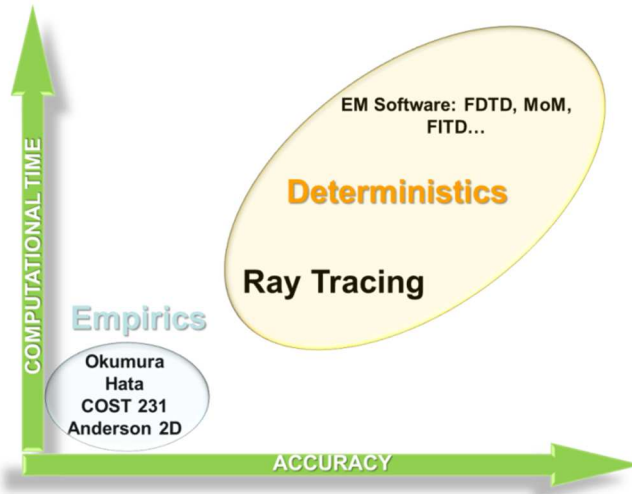 COMPUTATIONAL TIME
EM Software: FDTD, MoM,
FITD...
Deterministics
Ray Tracing
Empirics
Okumura
Hata
COST 231
Anderson 2D
ACCURACY